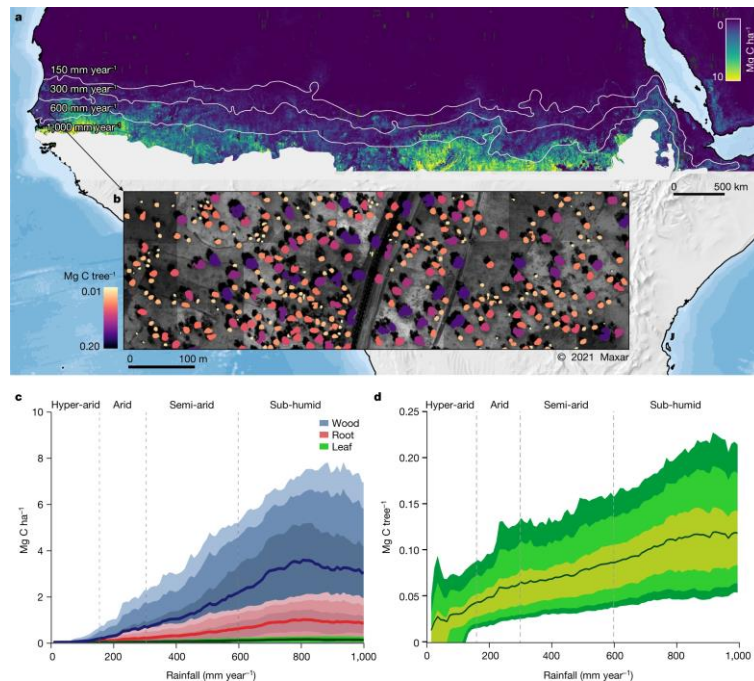 a
0
Mg C ha⁻¹
10
150 mm year⁻¹
300 mm year⁻¹
600 mm year⁻¹
1,000 mm year⁻¹
b
500 km
0
Mg C tree⁻¹
0.01
0.20
0 100 m
© 2021 Maxar
c
Hyper-arid Arid Semi-arid Sub-humid
10
8
6
4
2
0
Mg C ha⁻¹
Wood
Root
Leaf
0 200 400 600 800 1,000
Rainfall (mm year⁻¹)
d
Hyper-arid Arid Semi-arid Sub-humid
0.25
0.20
0.15
0.10
0.05
0
Mg C tree⁻¹
0 200 400 600 800 1,000
Rainfall (mm year⁻¹)